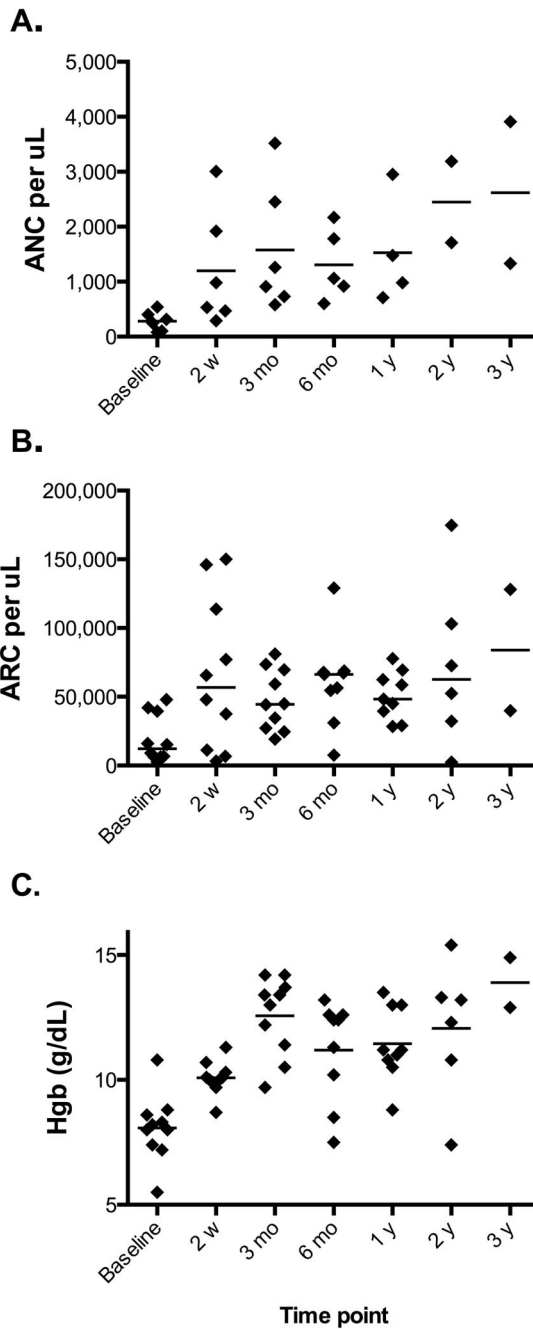 A.
ANC per uL
5,000
4,000
3,000
2,000
1,000
0
Baseline
2 w
3 mo
6 mo
1 y
2 y
3 y
B.
ARC per uL
200,000
150,000
100,000
50,000
0
Baseline
2 w
3 mo
6 mo
1 y
2 y
3 y
C.
Hgb (g/dL)
15
10
5
Baseline
2 w
3 mo
6 mo
1 y
2 y
3 y
Time point